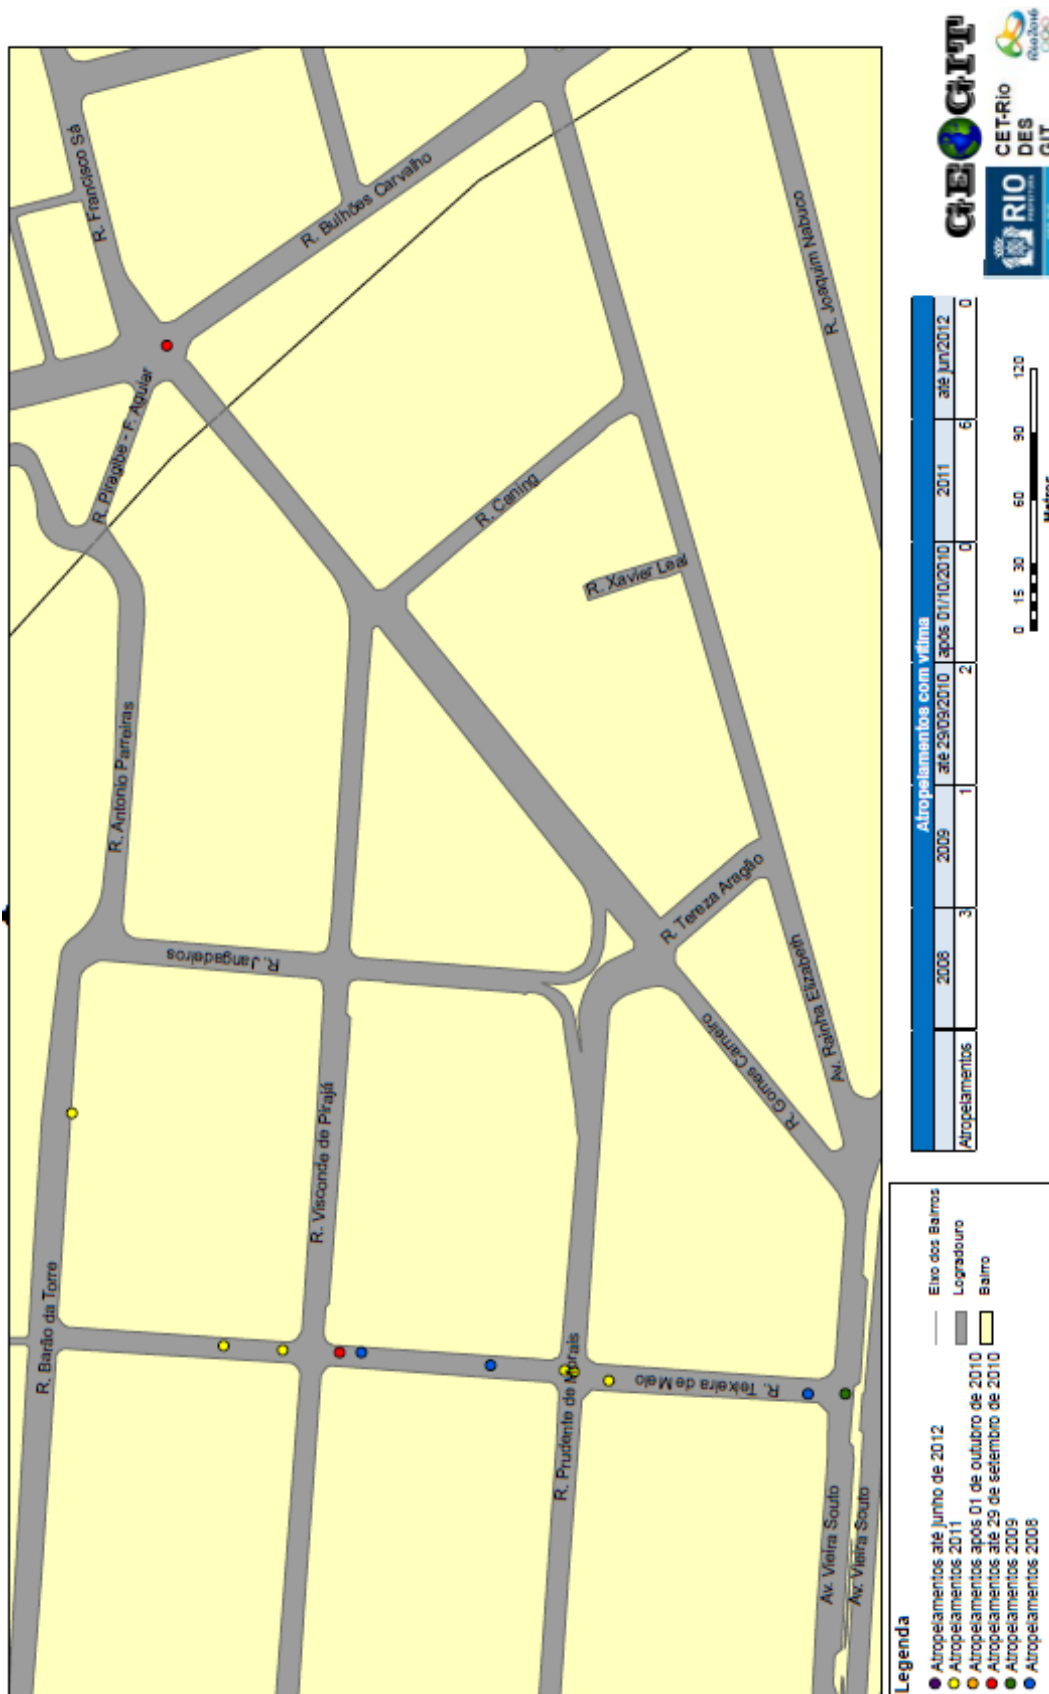 R. Francisco Sá
R. Bulhões Carvalho
R. Piragibe - F. Aguiar
R. Joaquim Nabuco
R. Caning
R. Xavier Leal
R. Antonio Parreiras
R. Jangadeiros
R. Tereza Aragão
Av. Rainha Elizabeth
R. Gomes Carneiro
R. Visconde de Pirajá
R. Barão da Torre
R. Prudente de Morais
R. Teixeira de Melo
Av. Vieira Souto
Av. Vieira Souto
Legenda
Atropelamentos até junho de 2012
Atropelamentos 2011
Atropelamentos após 01 de outubro de 2010
Atropelamentos até 29 de setembro de 2010
Atropelamentos 2009
Atropelamentos 2008
Eixo dos Bairros
Logradouro
Bairro
Atropelamentos com vítima
2008 2009 até 29/09/2010 após 01/10/2010 2011 até jun/2012
Atropelamentos 3 1 2 0 6 0
0 15 30 60 90 120
Metros
GEOGIT
RIO
PREFEITURA
CET-Rio
DES
GIT
Rio2016